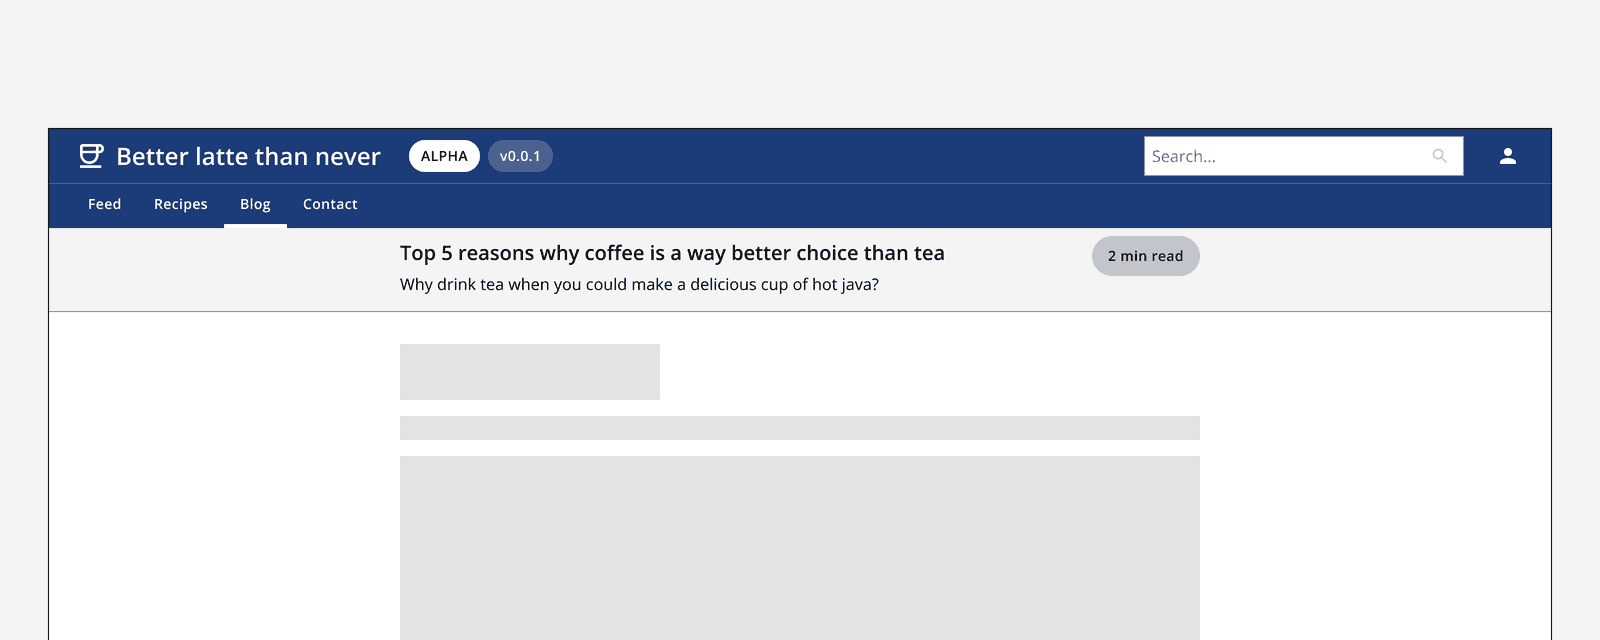 Better latte than never
ALPHA
v0.0.1
Search...
Feed
Recipes
Blog
Contact
Top 5 reasons why coffee is a way better choice than tea
2 min read
Why drink tea when you could make a delicious cup of hot java?